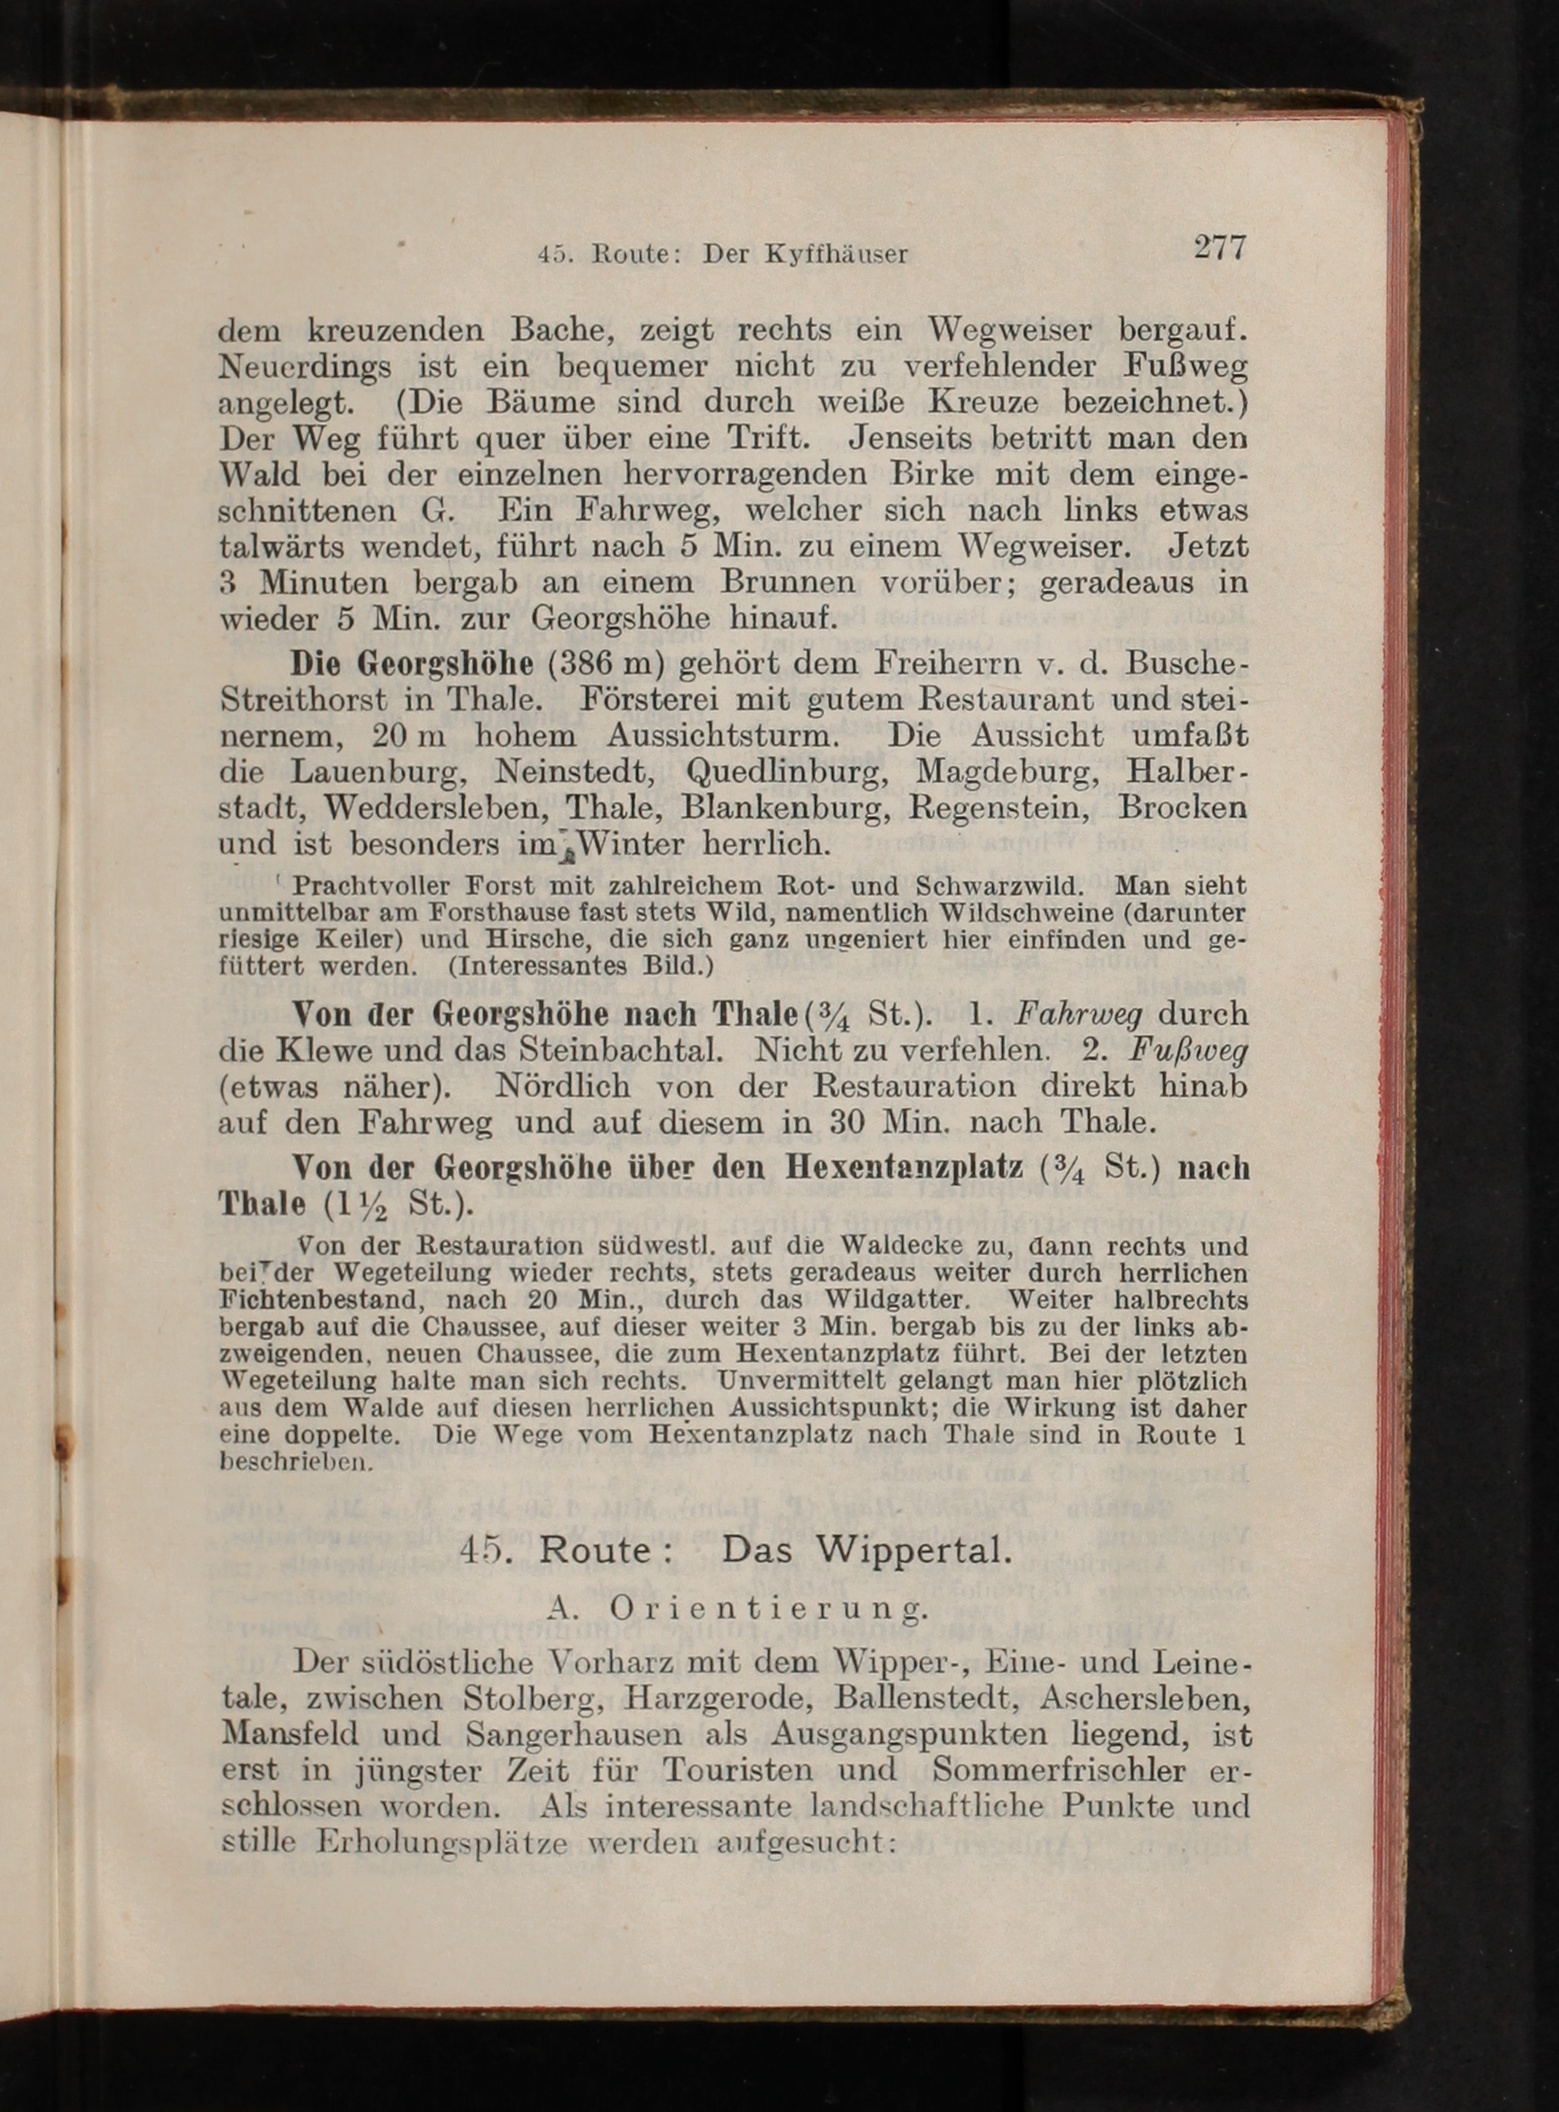 45. Route: Der Kyffhäuser 277
dem kreuzenden Bache, zeigt rechts ein Wegweiser bergauf.
Neuerdings ist ein bequemer nicht zu verfehlender Fußweg
angelegt. (Die Bäume sind durch weiße Kreuze bezeichnet.)
Der Weg führt quer über eine Trift. Jenseits betritt man den
Wald bei der einzelnen hervorragenden Birke mit dem einge-
schnittenen G. Ein Fahrweg, welcher sich nach links etwas
talwärts wendet, führt nach 5 Min. zu einem Wegweiser. Jetzt
3 Minuten bergab an einem Brunnen vorüber; geradeaus in
wieder 5 Min. zur Georgshöhe hinauf.
Die Georgshöhe (386 m) gehört dem Freiherrn v. d. Busche-
Streithorst in Thale. Försterei mit gutem Restaurant und stei-
nernem, 20 m hohem Aussichtsturm. Die Aussicht umfaßt
die Lauenburg, Neinstedt, Quedlinburg, Magdeburg, Halber-
stadt, Weddersleben, Thale, Blankenburg, Regenstein, Brocken
und ist besonders im Winter herrlich.
Prachtvoller Forst mit zahlreichem Rot- und Schwarzwild. Man sieht
unmittelbar am Forsthause fast stets Wild, namentlich Wildschweine (darunter
riesige Keiler) und Hirsche, die sich ganz ungeniert hier einfinden und ge-
füttert werden. (Interessantes Bild.)
Von der Georgshöhe nach Thale (¾ St.). 1. Fahrweg durch
die Klewe und das Steinbachtal. Nicht zu verfehlen. 2. Fußweg
(etwas näher). Nördlich von der Restauration direkt hinab
auf den Fahrweg und auf diesem in 30 Min. nach Thale.
Von der Georgshöhe über den Hexentanzplatz (¾ St.) nach
Thale (1½ St.).
Von der Restauration südwestl. auf die Waldecke zu, dann rechts und
bei der Wegeteilung wieder rechts, stets geradeaus weiter durch herrlichen
Fichtenbestand, nach 20 Min., durch das Wildgatter. Weiter halbrechts
bergab auf die Chaussee, auf dieser weiter 3 Min. bergab bis zu der links ab-
zweigenden, neuen Chaussee, die zum Hexentanzplatz führt. Bei der letzten
Wegeteilung halte man sich rechts. Unvermittelt gelangt man hier plötzlich
aus dem Walde auf diesen herrlichen Aussichtspunkt; die Wirkung ist daher
eine doppelte. Die Wege vom Hexentanzplatz nach Thale sind in Route 1
beschrieben.
45. Route: Das Wippertal.
A. Orientierung.
Der südöstliche Vorharz mit dem Wipper-, Eine- und Leine-
tale, zwischen Stolberg, Harzgerode, Ballenstedt, Aschersleben,
Mansfeld und Sangerhausen als Ausgangspunkten liegend, ist
erst in jüngster Zeit für Touristen und Sommerfrischler er-
schlossen worden. Als interessante landschaftliche Punkte und
stille Erholungsplätze werden aufgesucht: